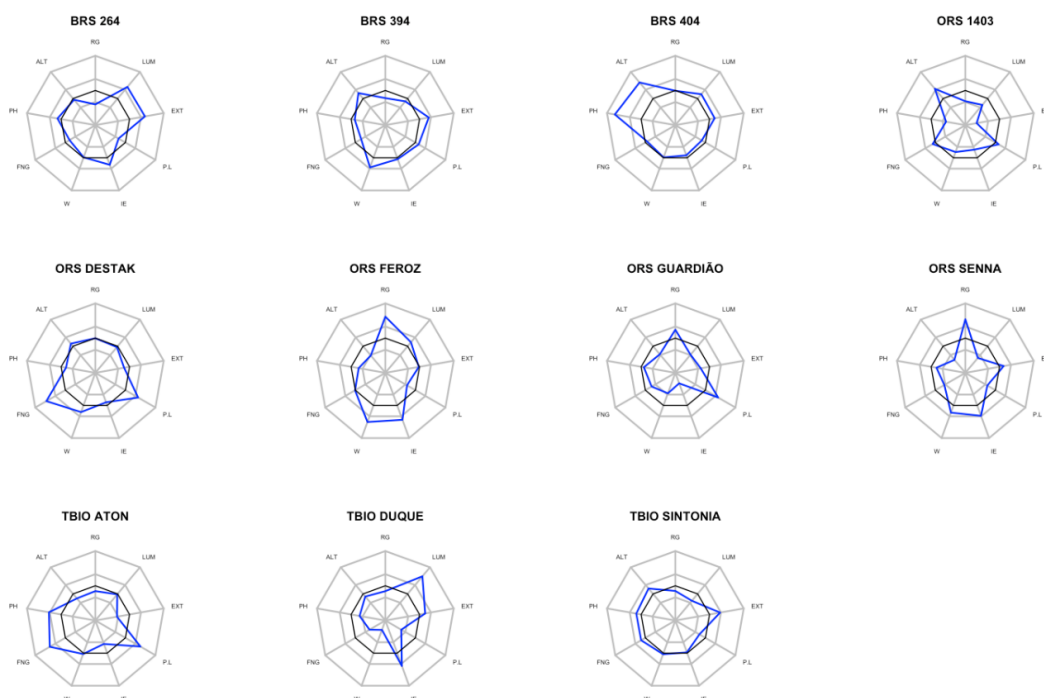 BRS 264
RG
ALT LUM
PH EXT
FNG P.L
W IE
BRS 394
RG
ALT LUM
PH EXT
FNG P.L
W IE
BRS 404
RG
ALT LUM
PH EXT
FNG P.L
W IE
ORS 1403
RG
ALT LUM
PH E
FNG P.L
W IE
ORS DESTAK
RG
ALT LUM
PH EXT
FNG P.L
W IE
ORS FEROZ
RG
ALT LUM
PH EXT
FNG P.L
W IE
ORS GUARDIÃO
RG
ALT LUM
PH EXT
FNG P.L
W IE
ORS SENNA
RG
ALT LUM
PH E
FNG P.L
W IE
TBIO ATON
RG
ALT LUM
PH EXT
FNG P.L
W IE
TBIO DUQUE
RG
ALT LUM
PH EXT
FNG P.L
W IE
TBIO SINTONIA
RG
ALT LUM
PH EXT
FNG P.L
W IE